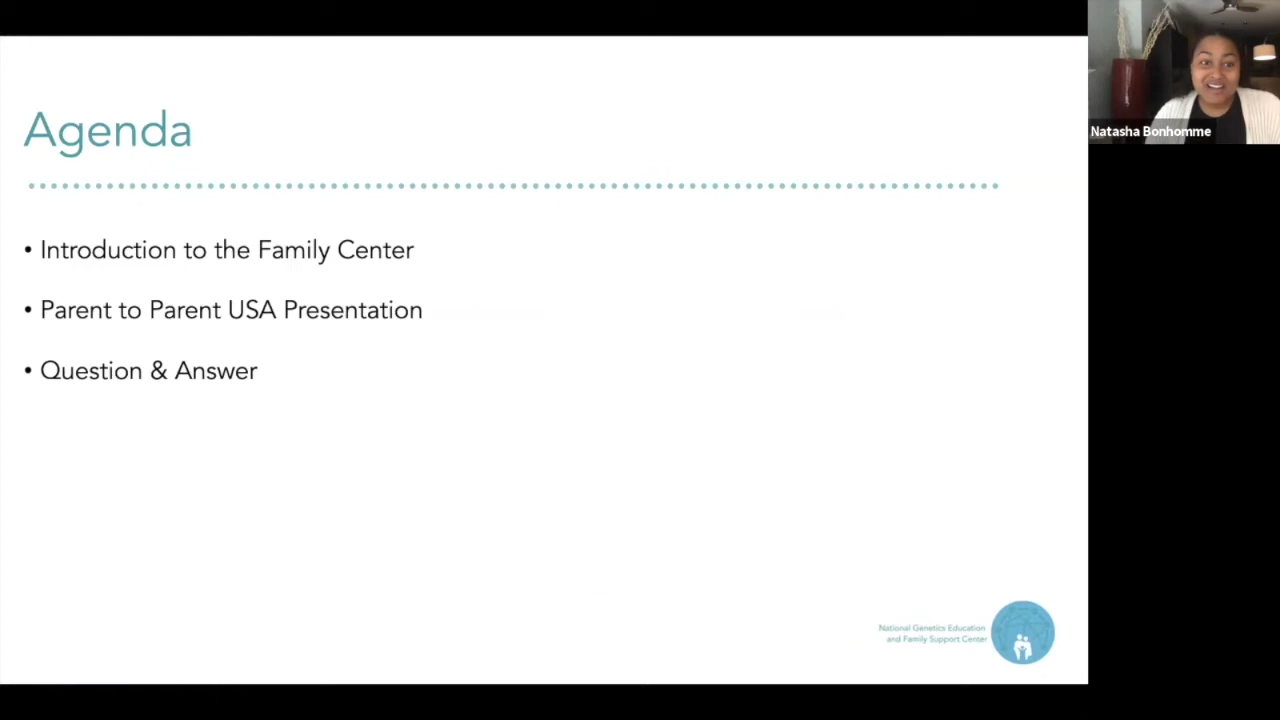 Agenda
• Introduction to the Family Center
• Parent to Parent USA Presentation
• Question & Answer
National Genetics Education
and Family Support Center
Natasha Bonhomme